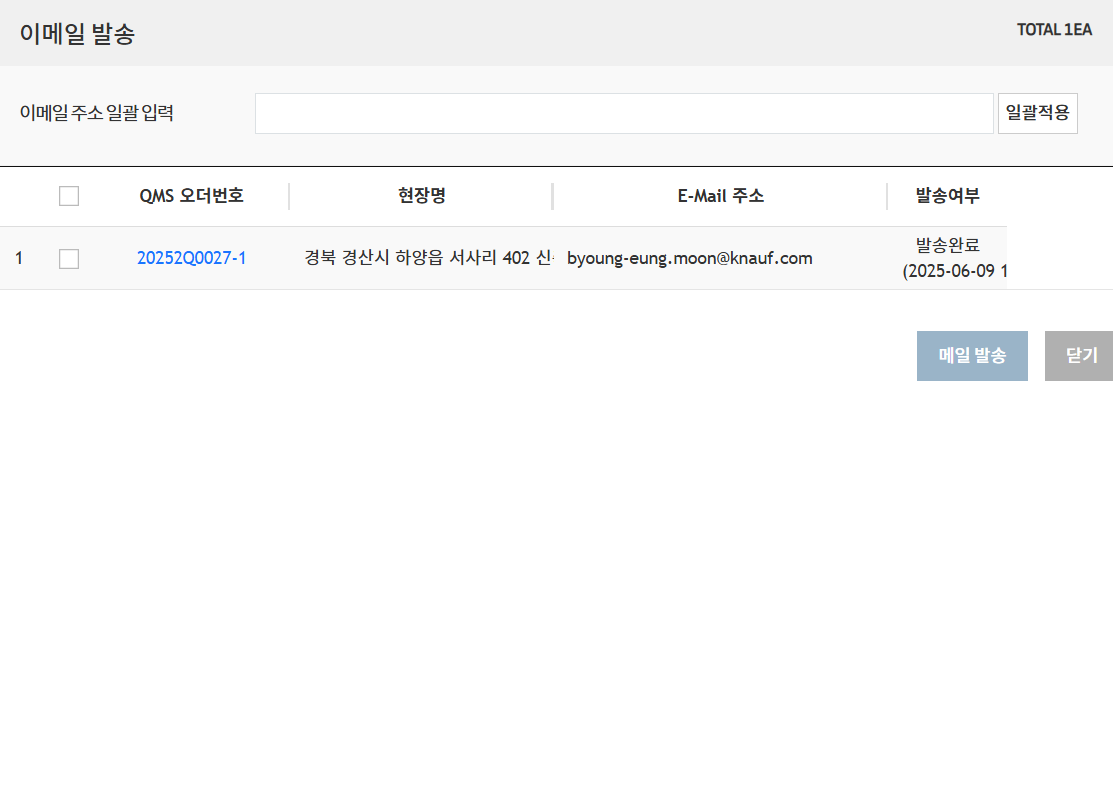 이메일 발송
TOTAL 1EA
이메일 주소 일괄 입력
일괄적용
QMS 오더번호 현장명 E-Mail 주소 발송여부
1 20252Q0027-1 경북 경산시 하양읍 서사리 402 byoung-eung.moon@knauf.com 발송완료
(2025-06-09 1
메일 발송 닫기